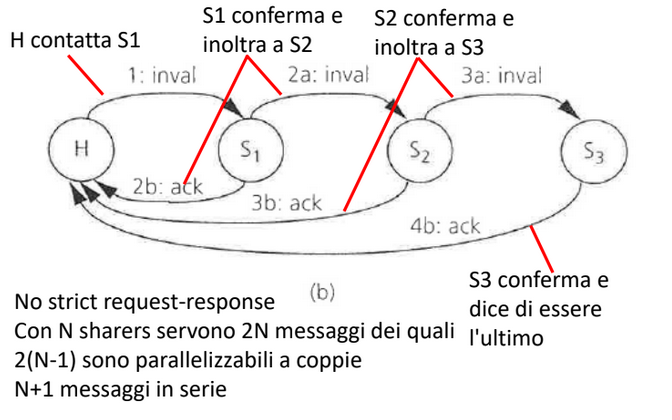 H contatta S1
S1 conferma e
inoltra a S2
S2 conferma e
inoltra a S3
1: inval
2a: inval
3a: inval
H
S1
S2
S3
2b: ack
3b: ack
4b: ack
(b)
S3 conferma e
dice di essere
l'ultimo
No strict request-response
Con N sharers servono 2N messaggi dei quali
2(N-1) sono parallelizzabili a coppie
N+1 messaggi in serie